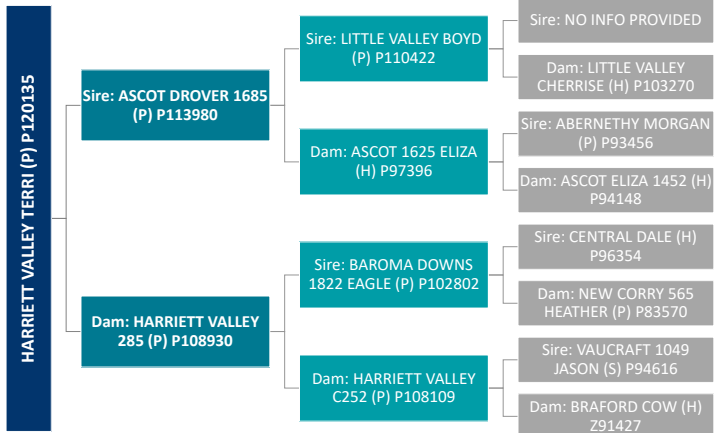 HARRIETT VALLEY TERRI (P) P120135
Sire: ASCOT DROVER 1685
(P) P113980
Dam: HARRIETT VALLEY
285 (P) P108930
Sire: LITTLE VALLEY BOYD
(P) P110422
Dam: ASCOT 1625 ELIZA
(H) P97396
Sire: BAROMA DOWNS
1822 EAGLE (P) P102802
Dam: HARRIETT VALLEY
C252 (P) P108109
Sire: NO INFO PROVIDED
Dam: LITTLE VALLEY
CHERRISE (H) P103270
Sire: ABERNETHY MORGAN
(P) P93456
Dam: ASCOT ELIZA 1452 (H)
P94148
Sire: CENTRAL DALE (H)
P96354
Dam: NEW CORRY 565
HEATHER (P) P83570
Sire: VAUCRAFT 1049
JASON (S) P94616
Dam: BRAFORD COW (H)
Z91427